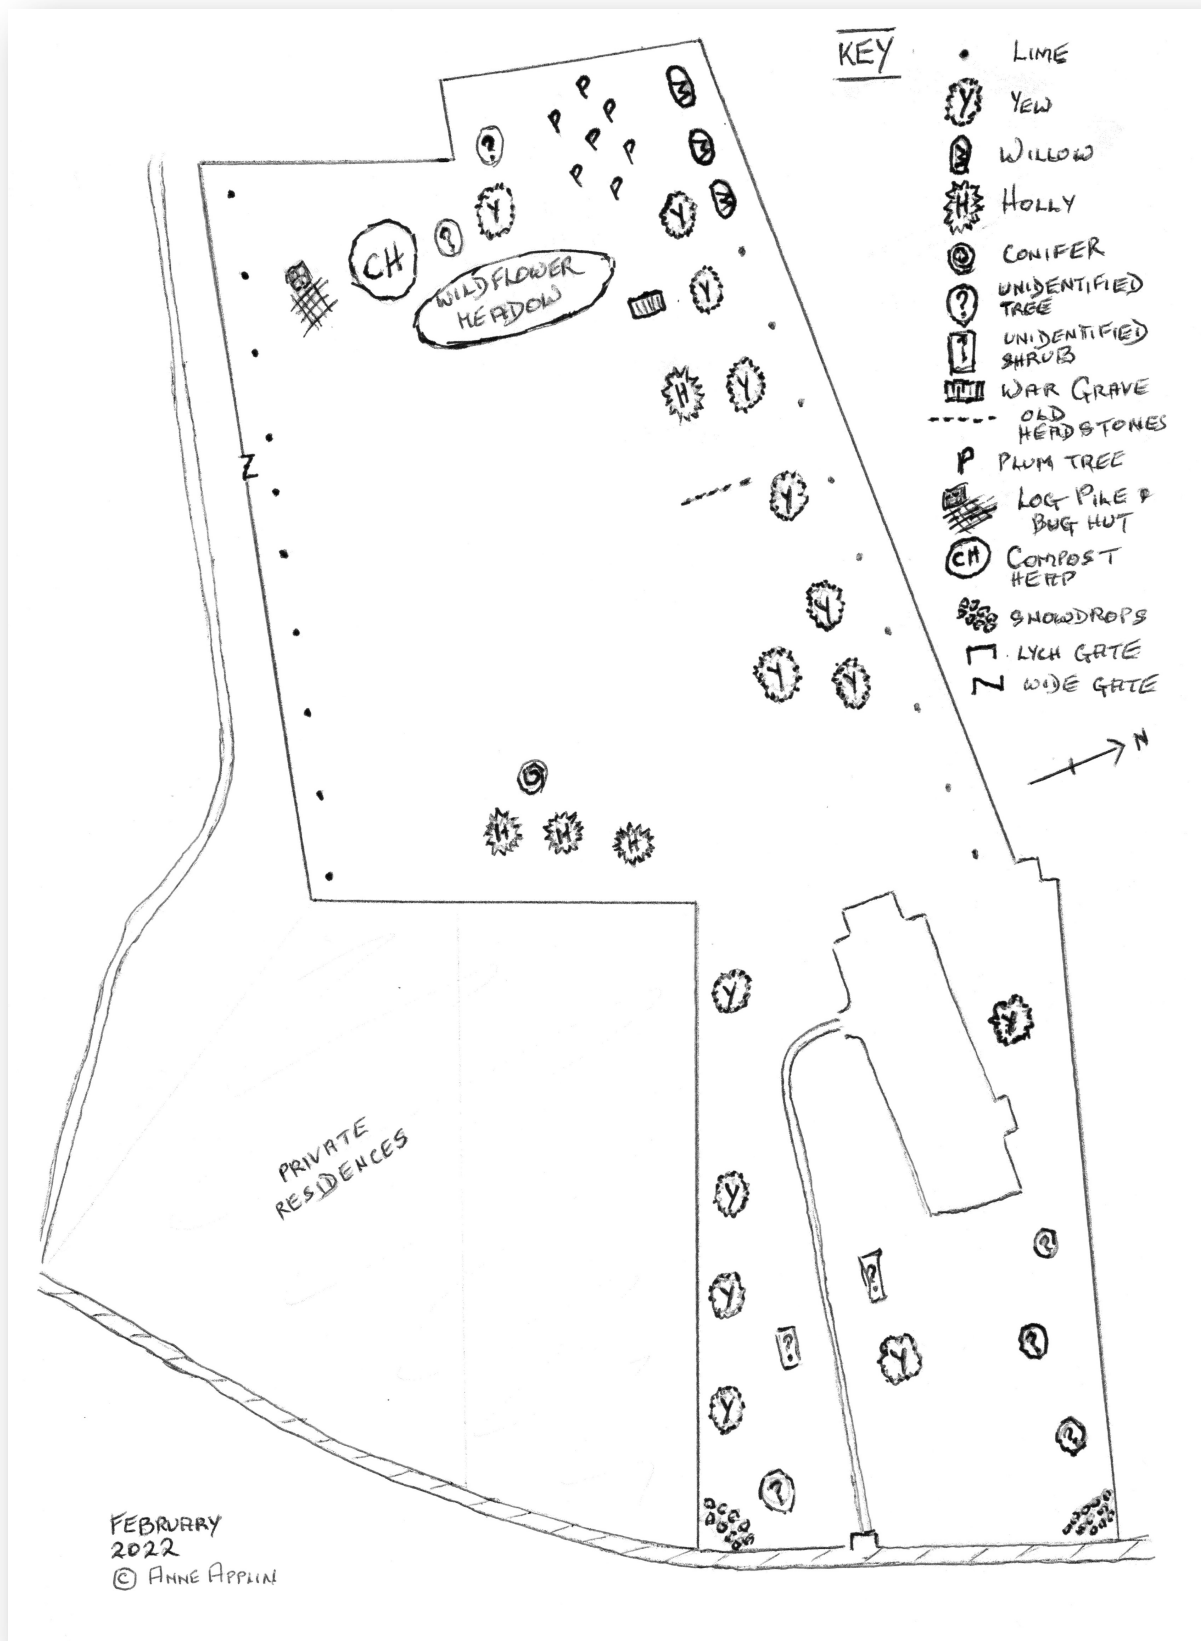 KEY
LIME
Y YEW
W WILLOW
H HOLLY
CONIFER
? UNIDENTIFIED
TREE
? UNIDENTIFIED
SHRUB
WAR GRAVE
OLD
HEADSTONES
P PLUM TREE
LOG PILE &
BUG HUT
CH COMPOST
HEAP
SNOWDROPS
LYCH GATE
WIDE GATE
N
P
P
P
P
P
P
P
W
W
W
?
Y
Y
?
CH
WILDFLOWER
MEADOW
Y
H
Y
Z
Y
Y
Y
Y
H
H
H
Y
Y
PRIVATE
RESIDENCES
Y
?
?
Y
?
Y
?
Y
?
?
FEBRUARY
2022
© ANNE APPLIN